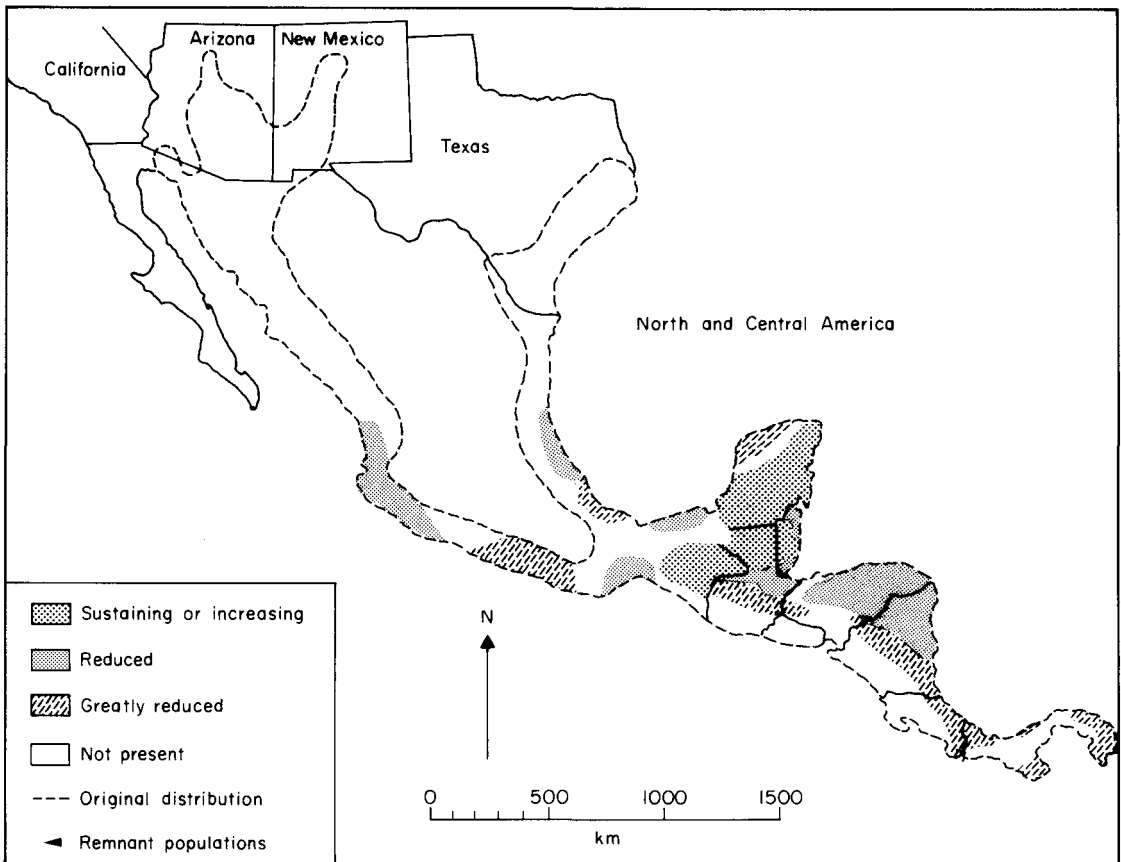 Arizona
New Mexico
California
Texas
North and Central America
Sustaining or increasing
Reduced
Greatly reduced
Not present
Original distribution
Remnant populations
N
0 500 1000 1500
km